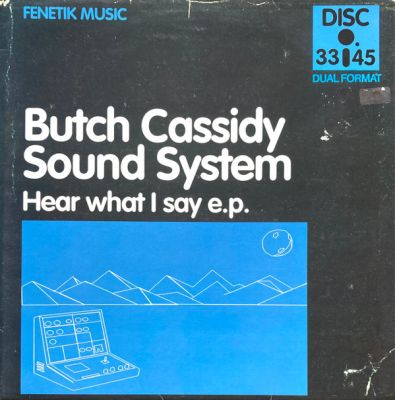 FENETIK MUSIC
DISC
33 45
DUAL FORMAT
Butch Cassidy
Sound System
Hear what I say e.p.